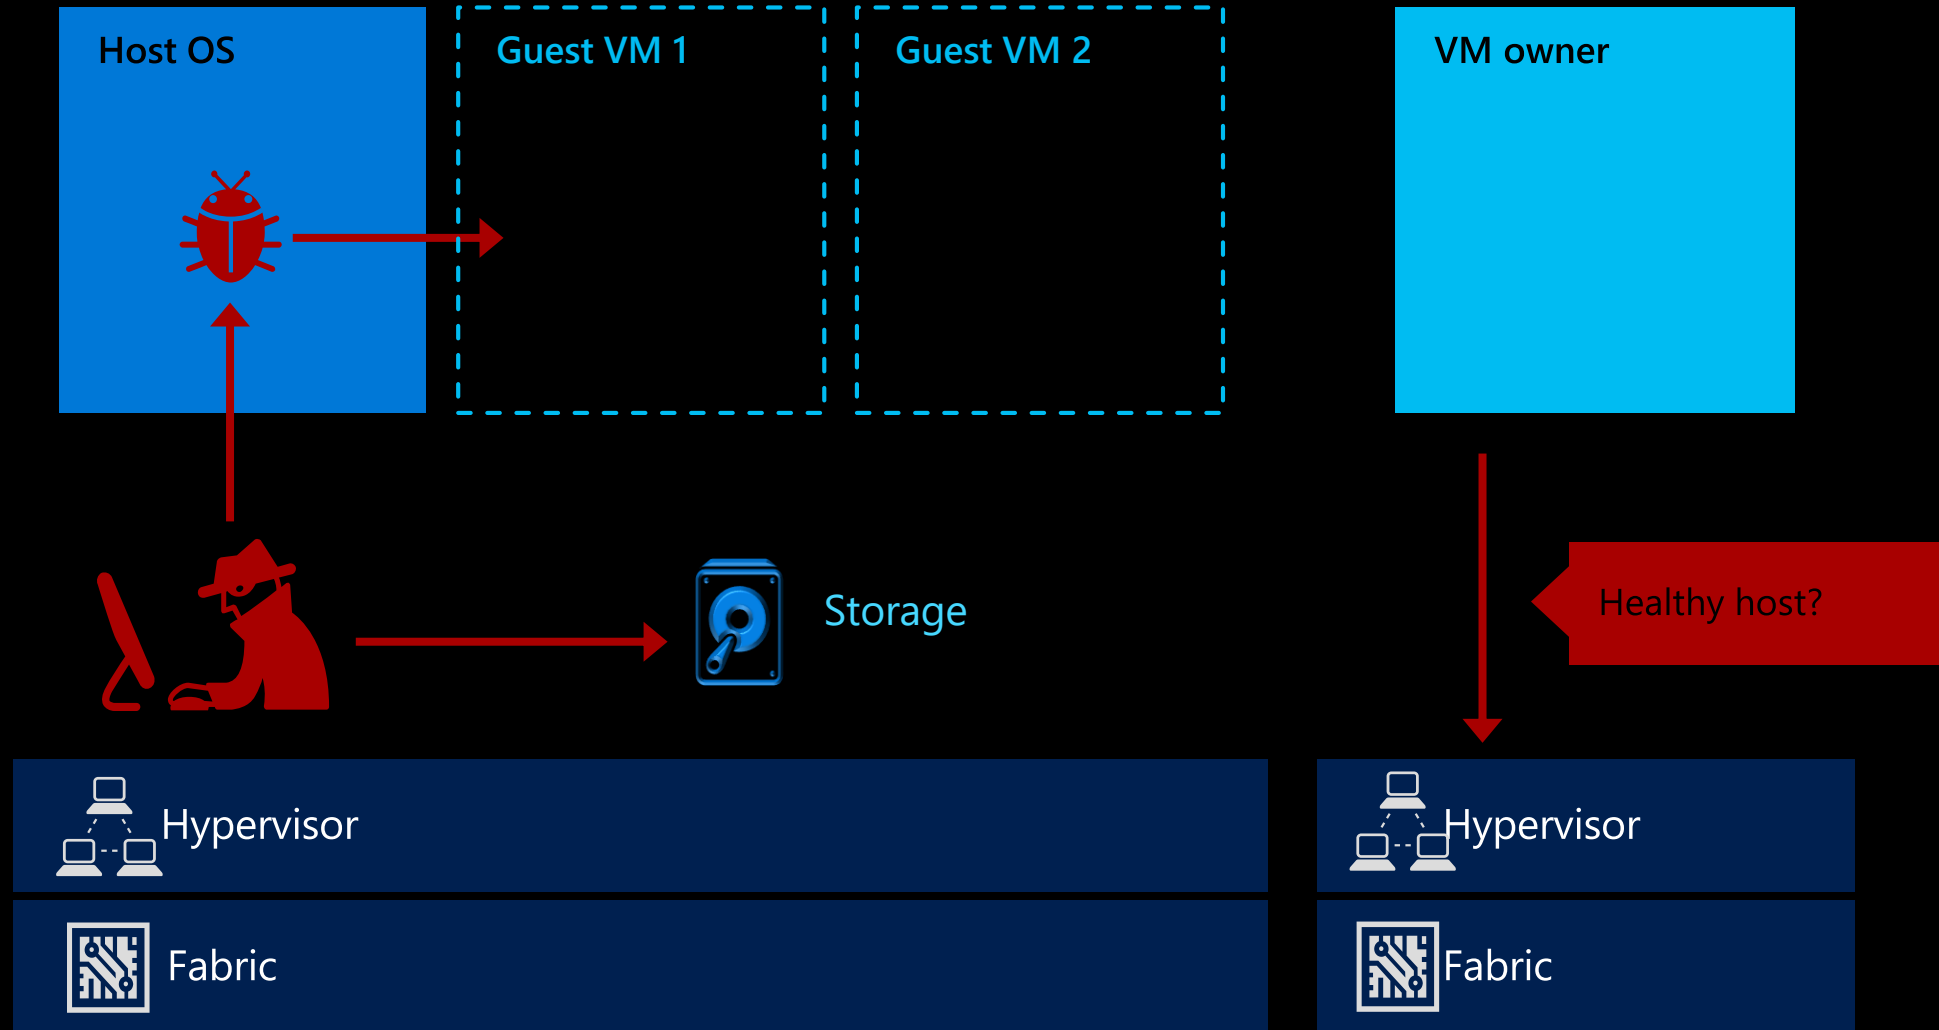 Host OS
Guest VM 1
Guest VM 2
VM owner
Storage
Healthy host?
Hypervisor
Hypervisor
Fabric
Fabric